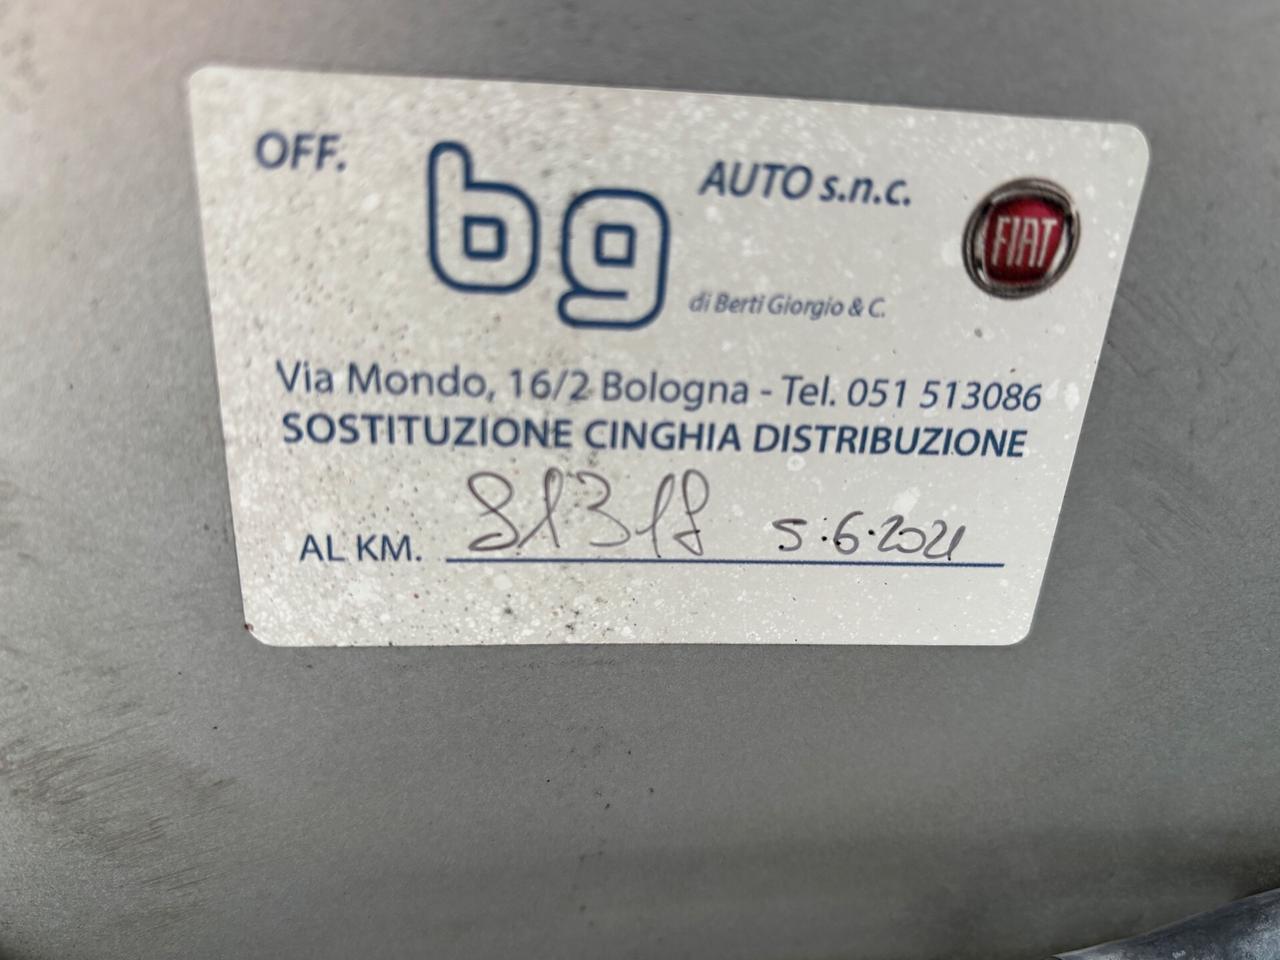 OFF. bg AUTO s.n.c. FIAT
di Berti Giorgio & C.
Via Mondo, 16/2 Bologna - Tel. 051 513086
SOSTITUZIONE CINGHIA DISTRIBUZIONE
AL KM. 81318 5.6.2021